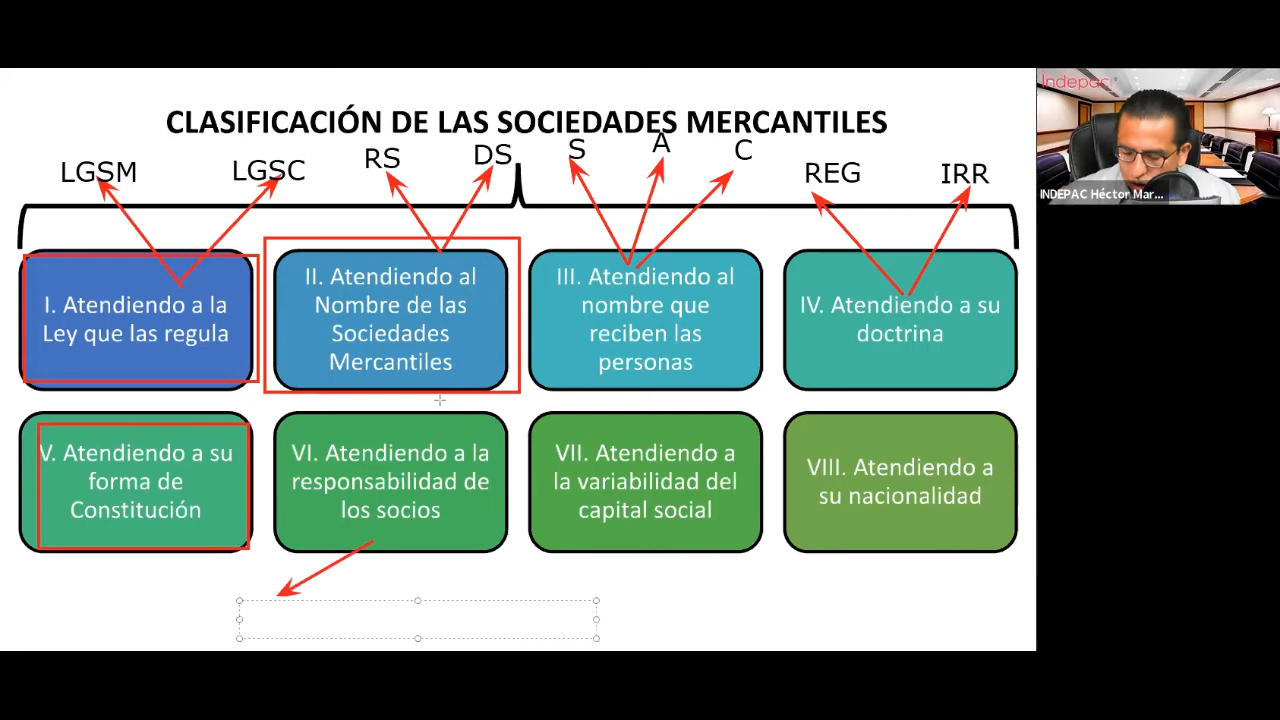 CLASIFICACIÓN DE LAS SOCIEDADES MERCANTILES
LGSM
LGSC
RS
DS
S
A
C
REG
IRR
I. Atendiendo a la
Ley que las regula
II. Atendiendo al
Nombre de las
Sociedades
Mercantiles
III. Atendiendo al
nombre que
reciben las
personas
IV. Atendiendo a su
doctrina
V. Atendiendo a su
forma de
Constitución
VI. Atendiendo a la
responsabilidad de
los socios
VII. Atendiendo a
la variabilidad del
capital social
VIII. Atendiendo a
su nacionalidad
Indepac
INDEPAC Héctor Mar...